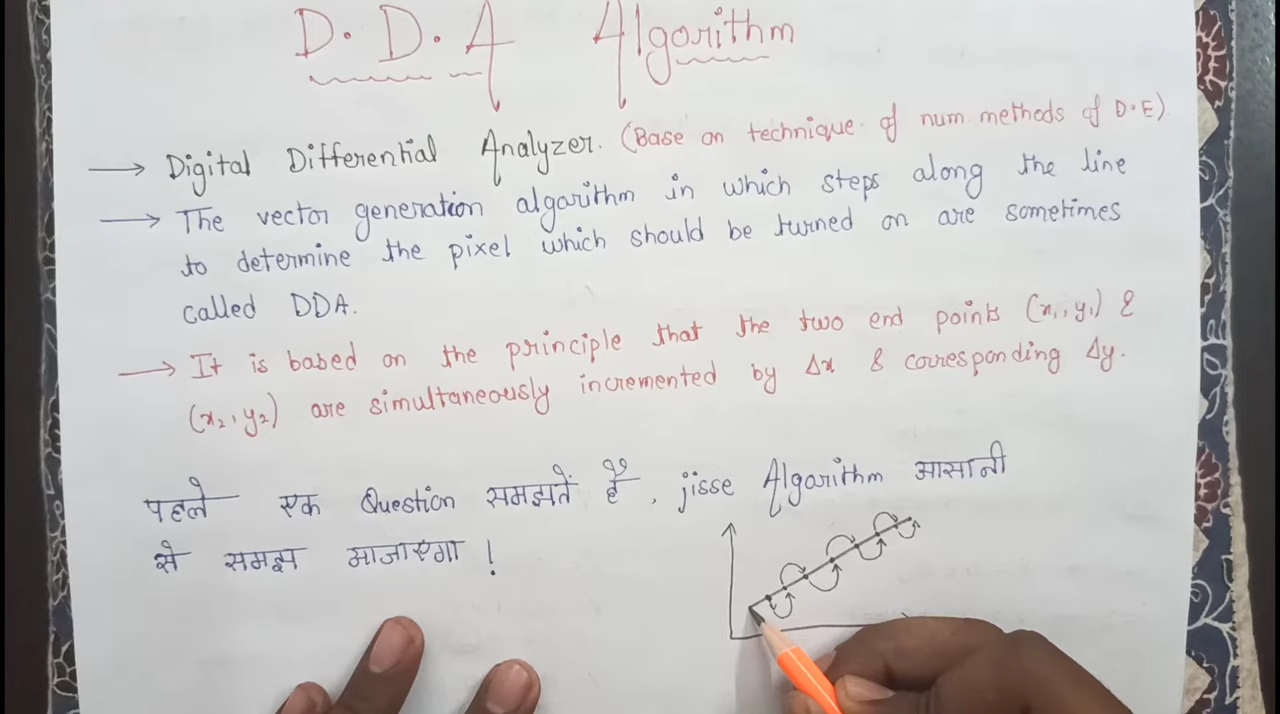 D.D.A Algorithm
→ Digital Differential Analyzer. (Base on technique of num methods of D.E)
→ The vector generation algorithm in which steps along the line
to determine the pixel which should be turned on are sometimes
called DDA.
→ It is based on the principle that the two end points (x₁, y₁) &
(x₂, y₂) are simultaneously incremented by Δx & corresponding Δy.
पहले एक Question समझतें हैं, jisse Algorithm आसानी
से समझ आजाएगा !